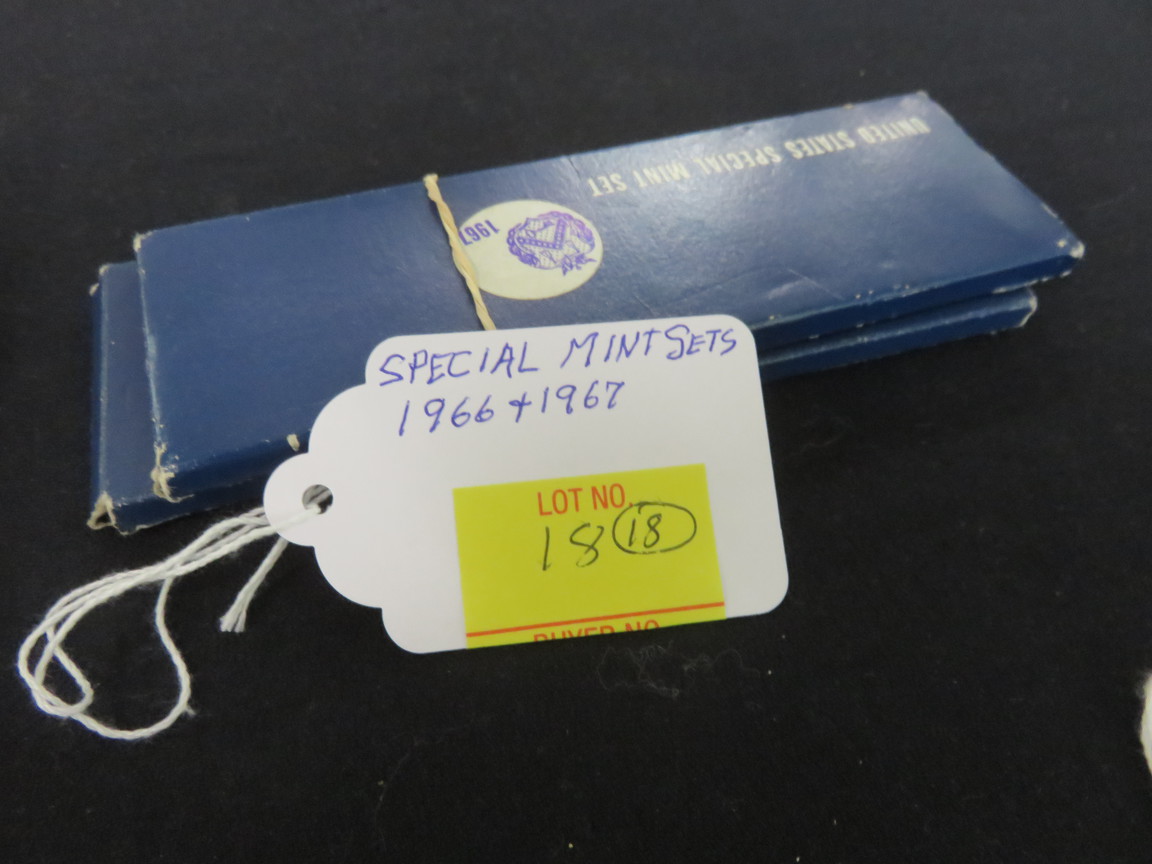 UNITED STATES SPECIAL MINT SET
1967
SPECIAL MINT SETS
1966 + 1967
LOT NO.
18 18
BUYER NO.